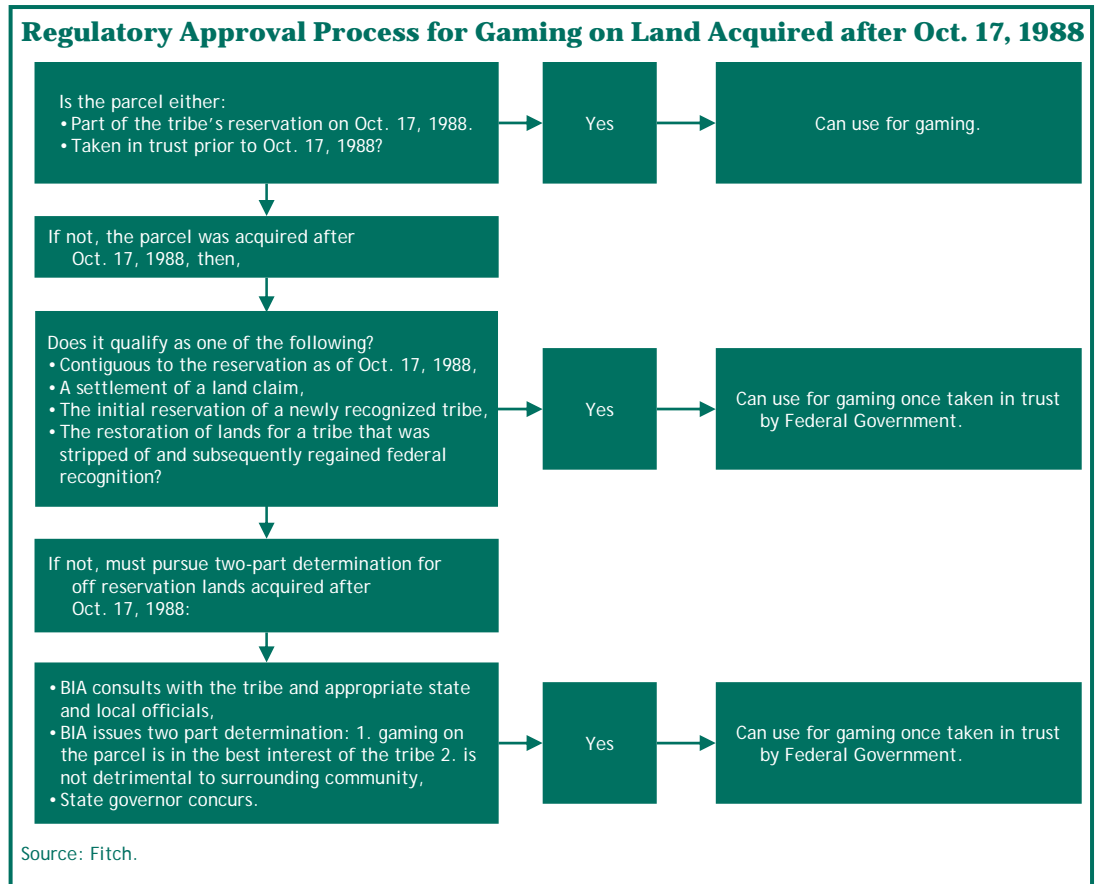 Regulatory Approval Process for Gaming on Land Acquired after Oct. 17, 1988
Is the parcel either:
• Part of the tribe's reservation on Oct. 17, 1988.
• Taken in trust prior to Oct. 17, 1988?
Yes
Can use for gaming.
If not, the parcel was acquired after
Oct. 17, 1988, then,
Does it qualify as one of the following?
• Contiguous to the reservation as of Oct. 17, 1988,
• A settlement of a land claim,
• The initial reservation of a newly recognized tribe,
• The restoration of lands for a tribe that was
stripped of and subsequently regained federal
recognition?
Yes
Can use for gaming once taken in trust
by Federal Government.
If not, must pursue two-part determination for
off reservation lands acquired after
Oct. 17, 1988:
• BIA consults with the tribe and appropriate state
and local officials,
• BIA issues two part determination: 1. gaming on
the parcel is in the best interest of the tribe 2. is
not detrimental to surrounding community,
• State governor concurs.
Yes
Can use for gaming once taken in trust
by Federal Government.
Source: Fitch.